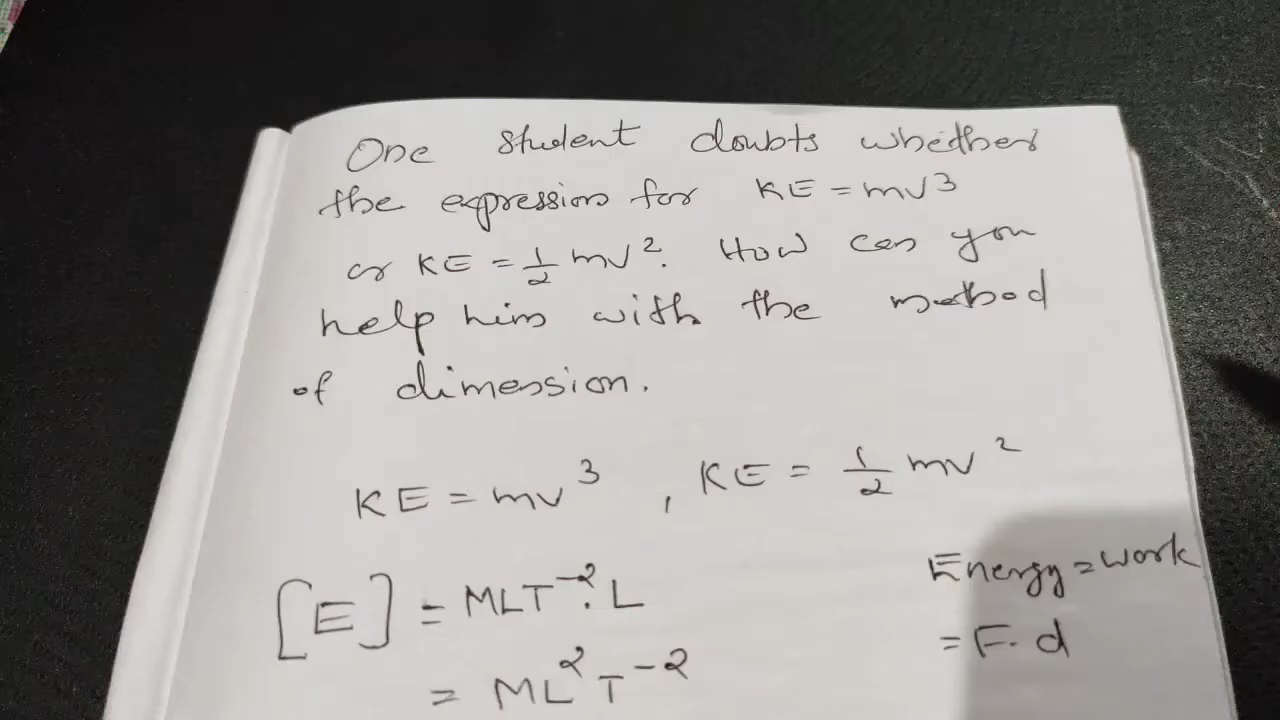 One student doubts whether
the expression for KE = mv³
or KE = 1/2 mv². How can you
help him with the method
of dimension.
KE = mv³ , KE = 1/2 mv²
[E] = MLT⁻².L
= ML²T⁻²
Energy = work
= F.d